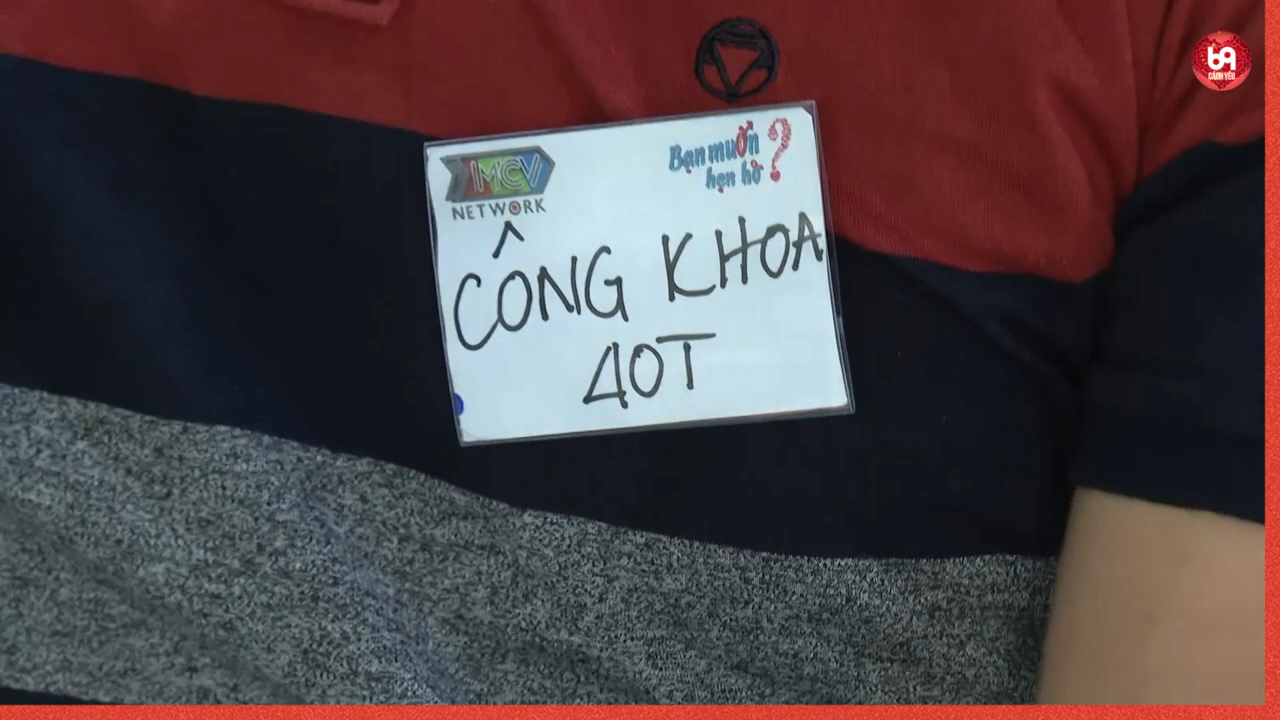 MCV
NETWORK
Bạn muốn
hẹn hò ?
CÔNG KHOA
40T